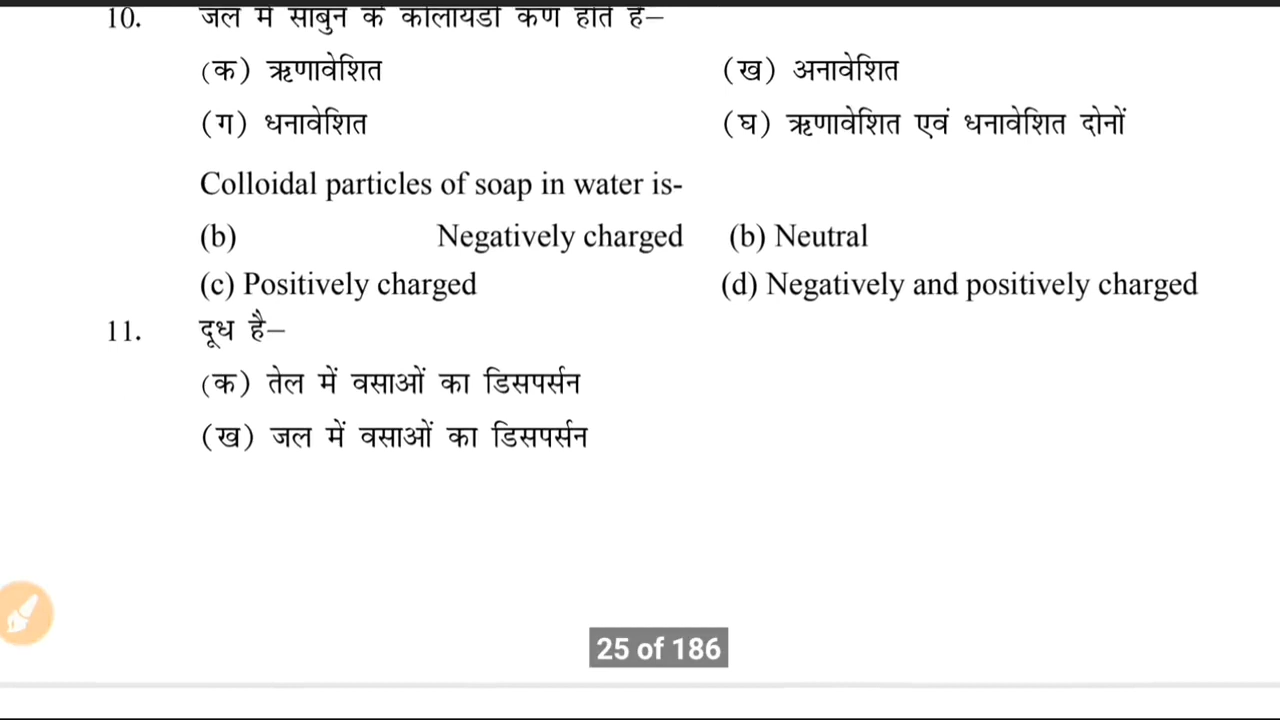 10. जल में साबुन के कोलायडी कण होते हैं–
(क) ऋणावेशित (ख) अनावेशित
(ग) धनावेशित (घ) ऋणावेशित एवं धनावेशित दोनों
Colloidal particles of soap in water is-
(b) Negatively charged (b) Neutral
(c) Positively charged (d) Negatively and positively charged
11. दूध है–
(क) तेल में वसाओं का डिसपर्सन
(ख) जल में वसाओं का डिसपर्सन
25 of 186